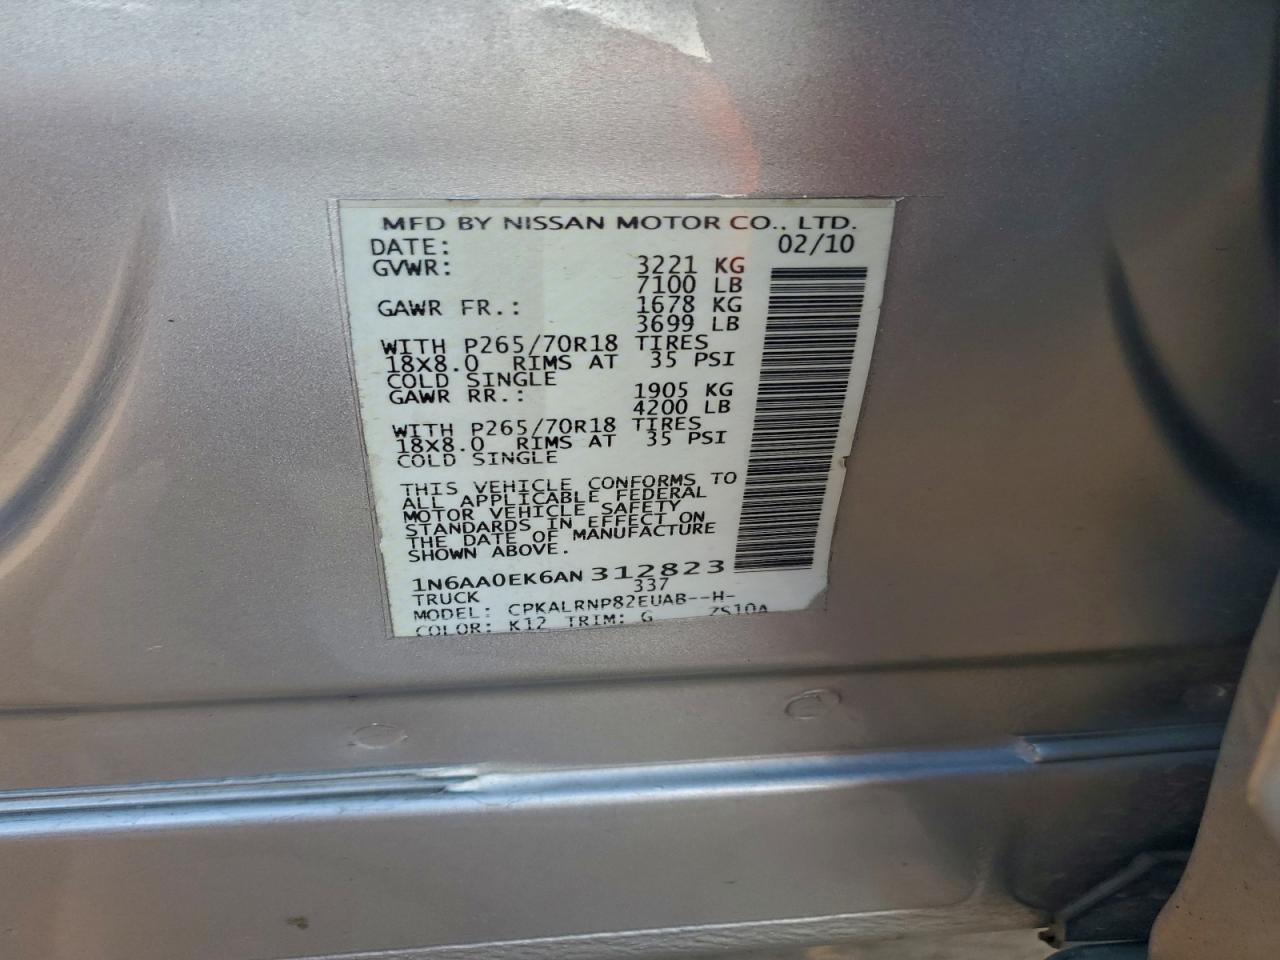 MFD BY NISSAN MOTOR CO., LTD.
DATE: 02/10
GVWR: 3221 KG
7100 LB
GAWR FR.: 1678 KG
3699 LB
WITH P265/70R18 TIRES
18X8.0 RIMS AT 35 PSI
COLD SINGLE
GAWR RR.: 1905 KG
4200 LB
WITH P265/70R18 TIRES
18X8.0 RIMS AT 35 PSI
COLD SINGLE
THIS VEHICLE CONFORMS TO
ALL APPLICABLE FEDERAL
MOTOR VEHICLE SAFETY
STANDARDS IN EFFECT ON
THE DATE OF MANUFACTURE
SHOWN ABOVE.
1N6AA0EK6AN312823
TRUCK 337
MODEL: CPKALRNP82EUAB--H-
COLOR: K12 TRIM: G ZS10A